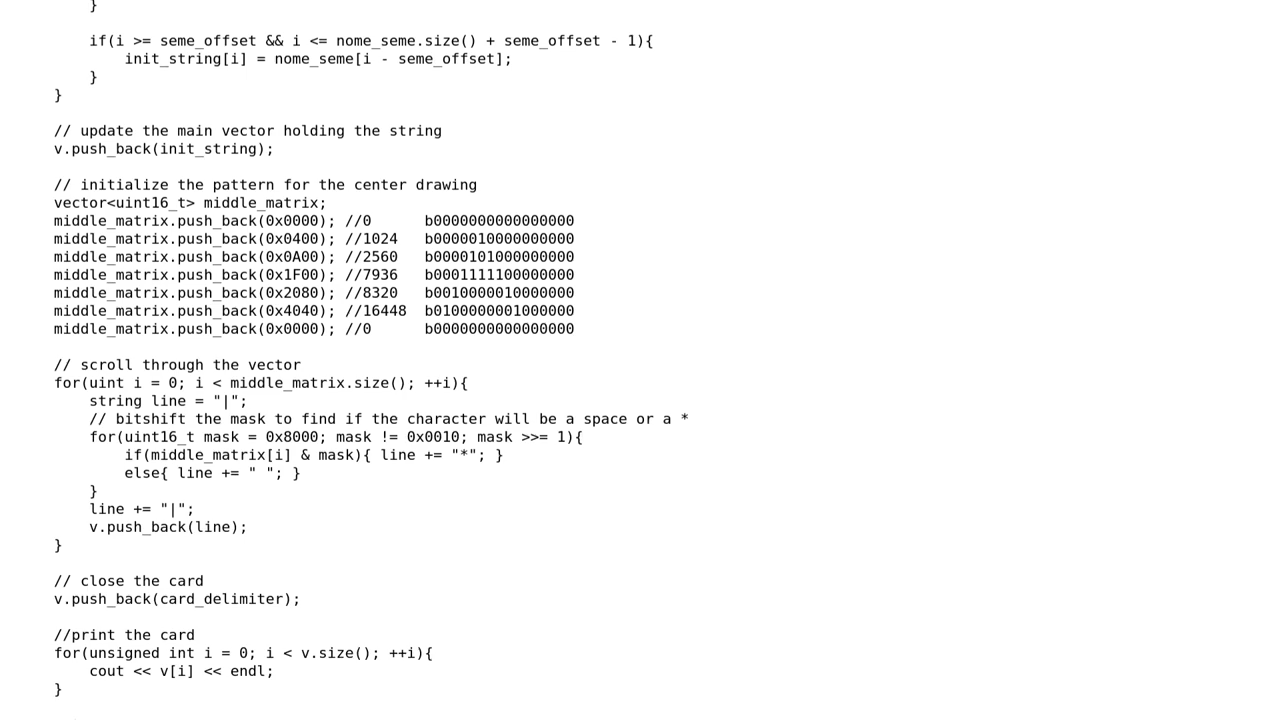 }
if(i >= seme_offset && i <= nome_seme.size() + seme_offset - 1){
init_string[i] = nome_seme[i - seme_offset];
}
}
// update the main vector holding the string
v.push_back(init_string);
// initialize the pattern for the center drawing
vector<uint16_t> middle_matrix;
middle_matrix.push_back(0x0000); //0      b0000000000000000
middle_matrix.push_back(0x0400); //1024   b0000010000000000
middle_matrix.push_back(0x0A00); //2560   b0000101000000000
middle_matrix.push_back(0x1F00); //7936   b0001111100000000
middle_matrix.push_back(0x2080); //8320   b0010000010000000
middle_matrix.push_back(0x4040); //16448  b0100000001000000
middle_matrix.push_back(0x0000); //0      b0000000000000000
// scroll through the vector
for(uint i = 0; i < middle_matrix.size(); ++i){
string line = "|";
// bitshift the mask to find if the character will be a space or a *
for(uint16_t mask = 0x8000; mask != 0x0010; mask >>= 1){
if(middle_matrix[i] & mask){ line += "*"; }
else{ line += " "; }
}
line += "|";
v.push_back(line);
}
// close the card
v.push_back(card_delimiter);
//print the card
for(unsigned int i = 0; i < v.size(); ++i){
cout << v[i] << endl;
}